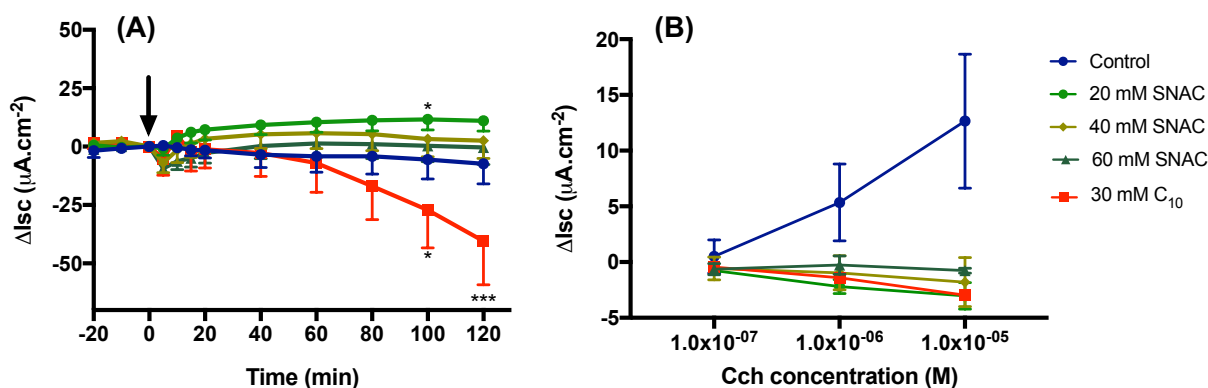 (A)
ΔIsc (μA.cm-2)
50
25
0
-25
-50
*
*
***
-20 0 20 40 60 80 100 120
Time (min)
(B)
ΔIsc (μA.cm-2)
20
15
10
5
0
-5
1.0x10-07 1.0x10-06 1.0x10-05
Cch concentration (M)
Control
20 mM SNAC
40 mM SNAC
60 mM SNAC
30 mM C10